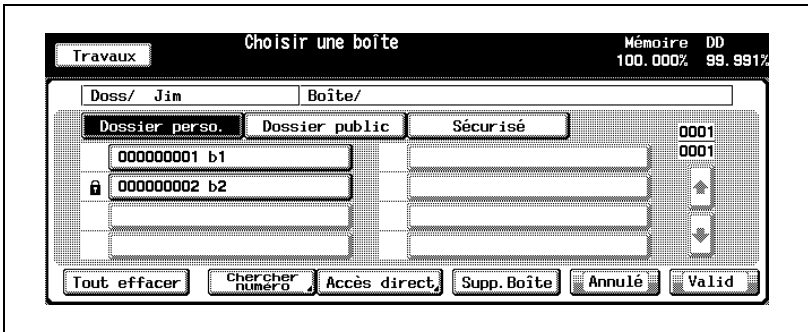 Travaux Choisir une boîte Mémoire DD
100.000% 99.991%
Doss/ Jim Boîte/
Dossier perso. Dossier public Sécurisé 0001
000000001 b1 0001
000000002 b2
Tout effacer Chercher numéro Accès direct Supp.Boîte Annulé Valid